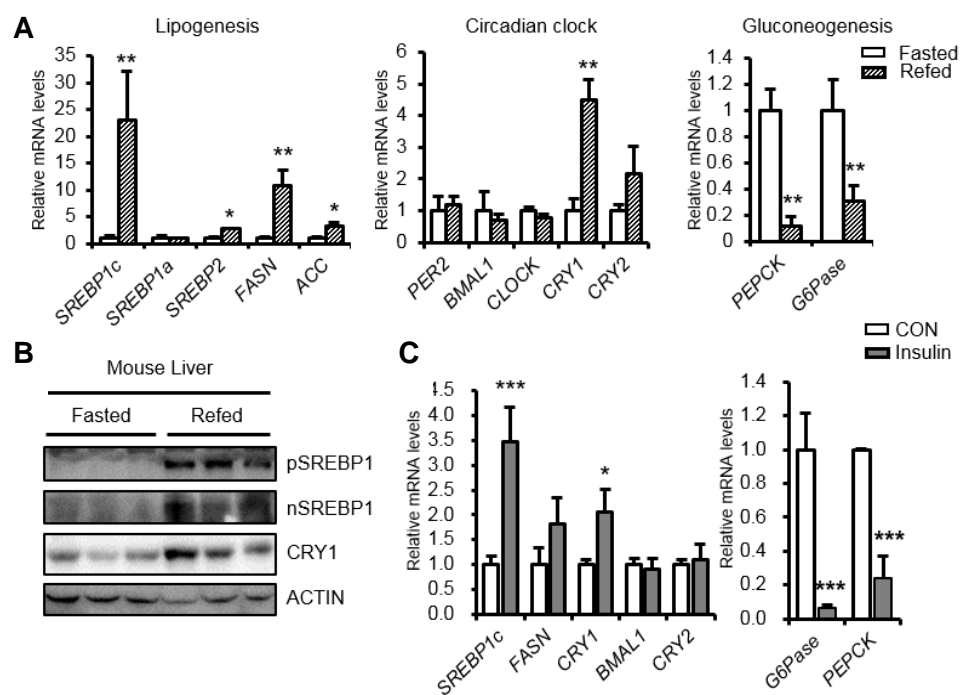 A
Lipogenesis
Relative mRNA levels
35
30
25
20
15
10
5
0
**
*
**
*
SREBP1c
SREBP1a
SREBP2
FASN
ACC
Circadian clock
Relative mRNA levels
6
5
4
3
2
1
0
**
PER2
BMAL1
CLOCK
CRY1
CRY2
Gluconeogenesis
Fasted
Refed
Relative mRNA levels
1.4
1.2
1
0.8
0.6
0.4
0.2
0
**
**
PEPCK
G6Pase
B
Mouse Liver
Fasted Refed
pSREBP1
nSREBP1
CRY1
ACTIN
C
CON
Insulin
Relative mRNA levels
4.0
3.5
3.0
2.5
2.0
1.5
1.0
0.5
0.0
***
*
SREBP1c
FASN
CRY1
BMAL1
CRY2
Relative mRNA levels
1.4
1.2
1.0
0.8
0.6
0.4
0.2
0.0
***
***
G6Pase
PEPCK